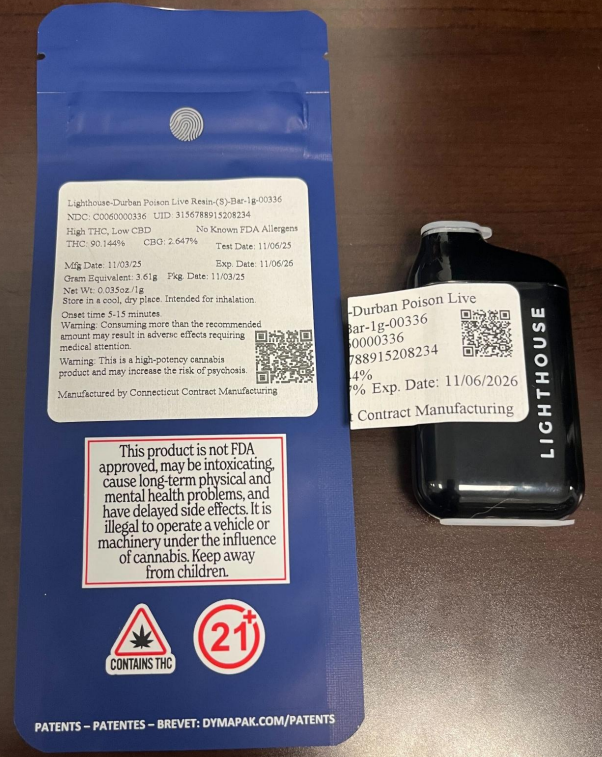 Lighthouse-Durban Poison Live Resin-(S)-Bar-1g-00336
NDC: C0060000336 UID: 3156788915208234
High THC, Low CBD No Known FDA Allergens
THC: 90.144% CBG: 2.647% Test Date: 11/06/25
Mfg Date: 11/03/25 Exp. Date: 11/06/26
Gram Equivalent: 3.61g Pkg. Date: 11/03/25
Net Wt: 0.035oz./1g
Store in a cool, dry place. Intended for inhalation.
Onset time 5-15 minutes.
Warning: Consuming more than the recommended
amount may result in adverse effects requiring
medical attention.
Warning: This is a high-potency cannabis
product and may increase the risk of psychosis.
Manufactured by Connecticut Contract Manufacturing
This product is not FDA
approved, may be intoxicating,
cause long-term physical and
mental health problems, and
have delayed side effects. It is
illegal to operate a vehicle or
machinery under the influence
of cannabis. Keep away
from children.
CONTAINS THC
21+
PATENTS – PATENTES – BREVET: DYMAPAK.COM/PATENTS
-Durban Poison Live
Bar-1g-00336
0000336
788915208234
4%
% Exp. Date: 11/06/2026
t Contract Manufacturing
LIGHTHOUSE